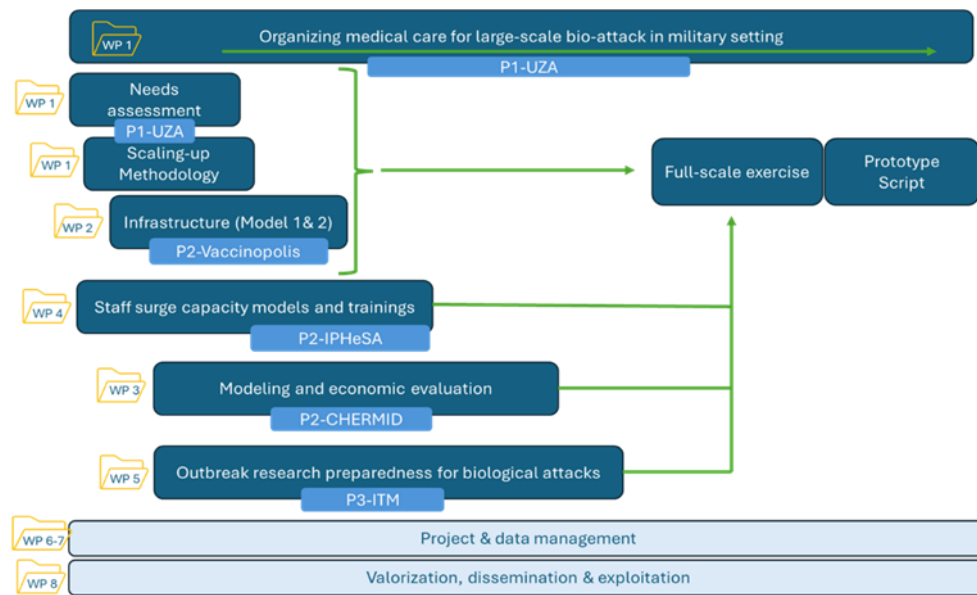 WP 1
Organizing medical care for large-scale bio-attack in military setting
P1-UZA
WP 1
Needs
assessment
P1-UZA
WP 1
Scaling-up
Methodology
WP 2
Infrastructure (Model 1& 2)
P2-Vaccinopolis
Full-scale exercise
Prototype
Script
WP 4
Staff surge capacity models and trainings
P2-IPHeSA
WP 3
Modeling and economic evaluation
P2-CHERMID
WP 5
Outbreak research preparedness for biological attacks
P3-ITM
WP 6-7
Project & data management
WP 8
Valorization, dissemination & exploitation